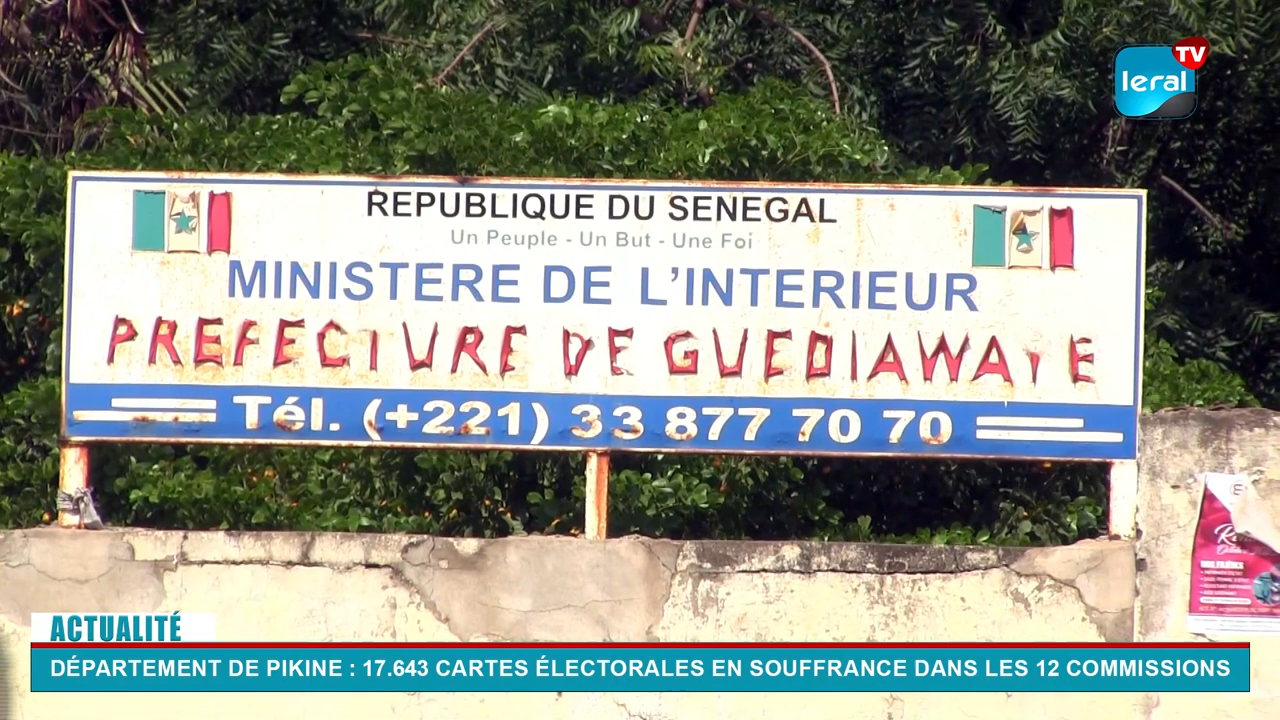 leral TV
REPUBLIQUE DU SENEGAL
Un Peuple - Un But - Une Foi
MINISTERE DE L'INTERIEUR
PREFECTURE DE GUEDIAWAYE
Tél. (+221) 33 877 70 70
ACTUALITÉ
DÉPARTEMENT DE PIKINE : 17.643 CARTES ÉLECTORALES EN SOUFFRANCE DANS LES 12 COMMISSIONS